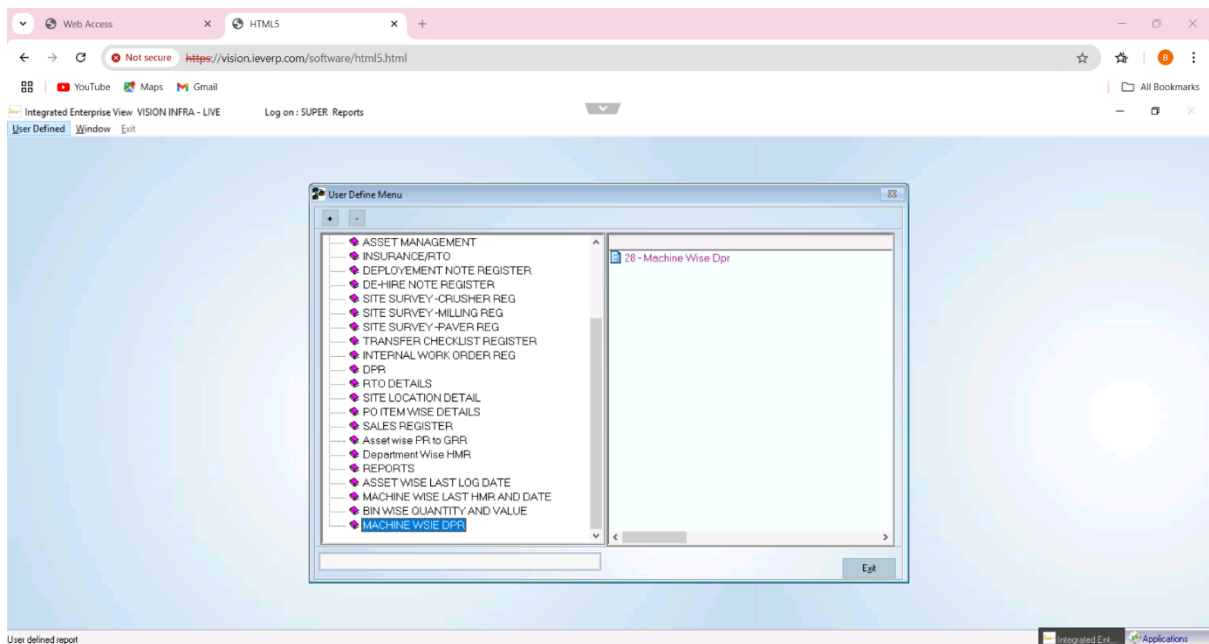 Web Access
HTML5
Not secure https://vision.ieverp.com/software/html5.html
B
YouTube Maps Gmail
All Bookmarks
Integrated Enterprise View VISION INFRA - LIVE Log on : SUPER Reports
User Defined Window Exit
User Define Menu
+ -
ASSET MANAGEMENT
INSURANCE/RTO
DEPLOYEMENT NOTE REGISTER
DE-HIRE NOTE REGISTER
SITE SURVEY-CRUSHER REG
SITE SURVEY-MILLING REG
SITE SURVEY-PAVER REG
TRANSFER CHECKLIST REGISTER
INTERNAL WORK ORDER REG
DPR
RTO DETAILS
SITE LOCATION DETAIL
PO ITEM WISE DETAILS
SALES REGISTER
Asset wise PR to GRR
Department Wise HMR
REPORTS
ASSET WISE LAST LOG DATE
MACHINE WISE LAST HMR AND DATE
BIN WISE QUANTITY AND VALUE
MACHINE WSIE DPR
28 - Machine Wise Dpr
Exit
User defined report
Integrated Ent... Applications